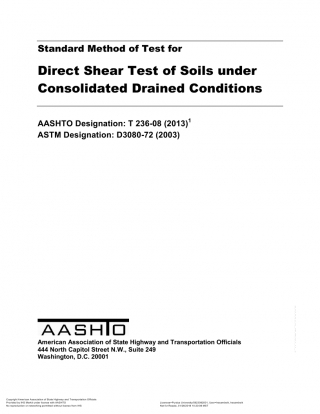 Standard Method of Test for
Direct Shear Test of Soils under
Consolidated Drained Conditions
AASHTO Designation: T 236-08 (2013)1
ASTM Designation: D3080-72 (2003)
AASHTO
American Association of State Highway and Transportation Officials
444 North Capitol Street N.W., Suite 249
Washington, D.C. 20001